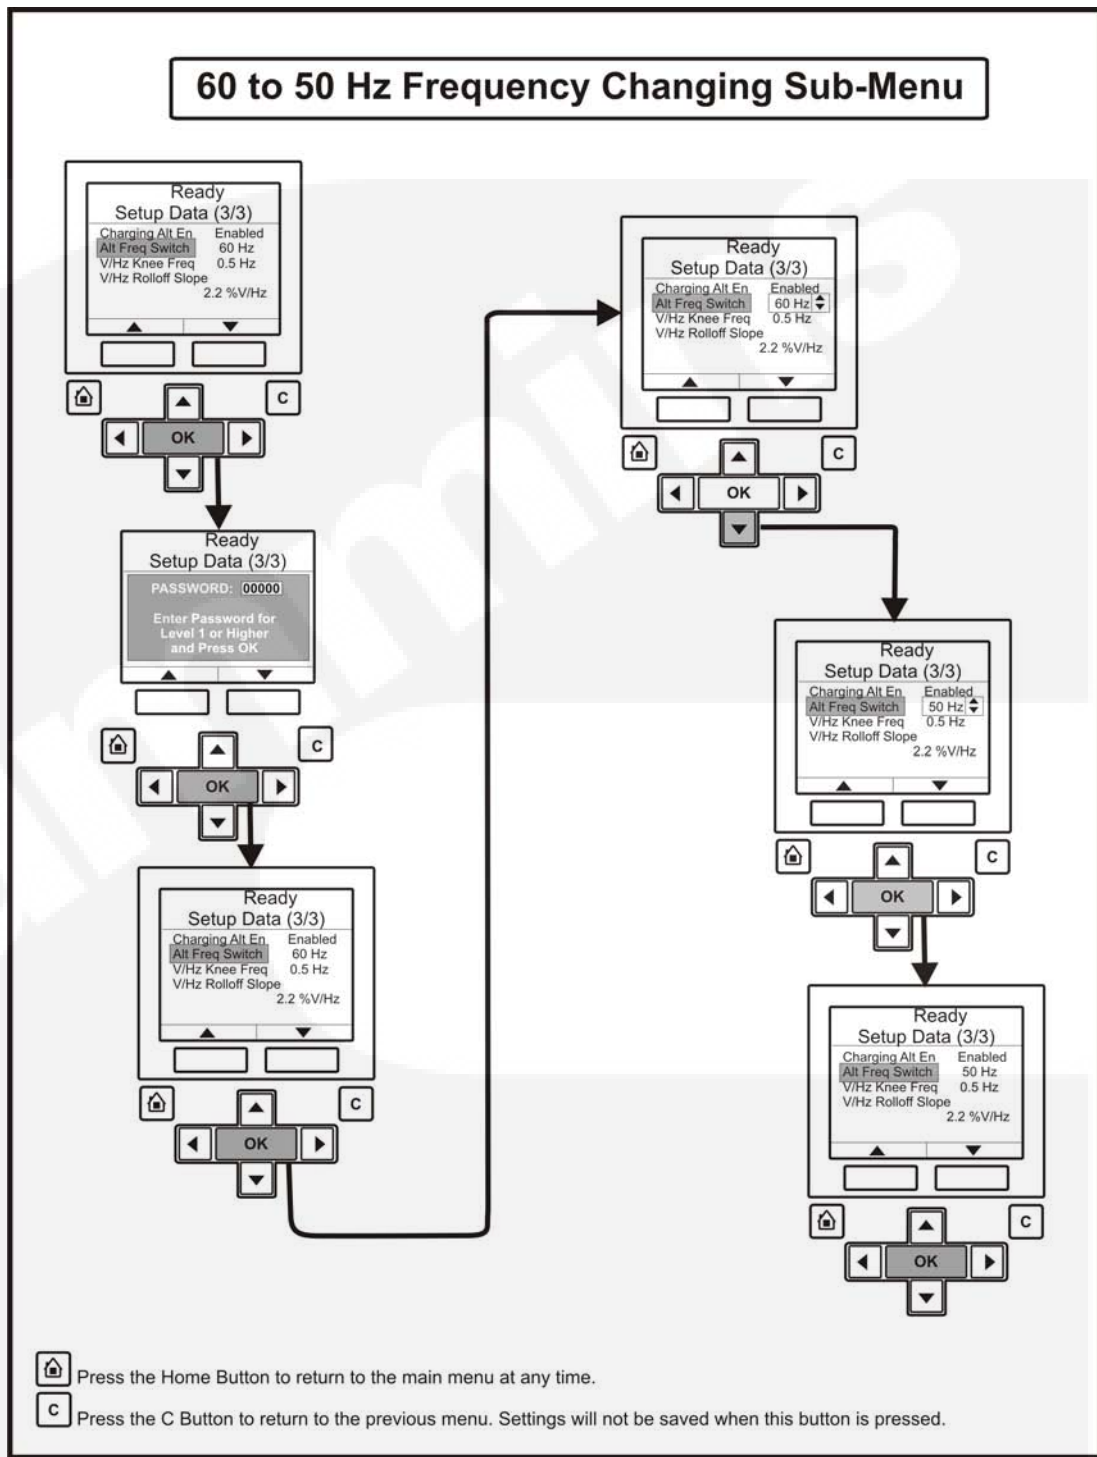 60 to 50 Hz Frequency Changing Sub-Menu
Ready
Setup Data (3/3)
Charging Alt En Enabled
Alt Freq Switch 60 Hz
V/Hz Knee Freq 0.5 Hz
V/Hz Rolloff Slope
2.2 %V/Hz
C
OK
Ready
Setup Data (3/3)
PASSWORD: 00000
Enter Password for
Level 1 or Higher
and Press OK
C
OK
Ready
Setup Data (3/3)
Charging Alt En Enabled
Alt Freq Switch 60 Hz
V/Hz Knee Freq 0.5 Hz
V/Hz Rolloff Slope
2.2 %V/Hz
C
OK
Ready
Setup Data (3/3)
Charging Alt En Enabled
Alt Freq Switch 60 Hz
V/Hz Knee Freq 0.5 Hz
V/Hz Rolloff Slope
2.2 %V/Hz
C
OK
Ready
Setup Data (3/3)
Charging Alt En Enabled
Alt Freq Switch 50 Hz
V/Hz Knee Freq 0.5 Hz
V/Hz Rolloff Slope
2.2 %V/Hz
C
OK
Ready
Setup Data (3/3)
Charging Alt En Enabled
Alt Freq Switch 50 Hz
V/Hz Knee Freq 0.5 Hz
V/Hz Rolloff Slope
2.2 %V/Hz
C
OK
Press the Home Button to return to the main menu at any time.
C Press the C Button to return to the previous menu. Settings will not be saved when this button is pressed.